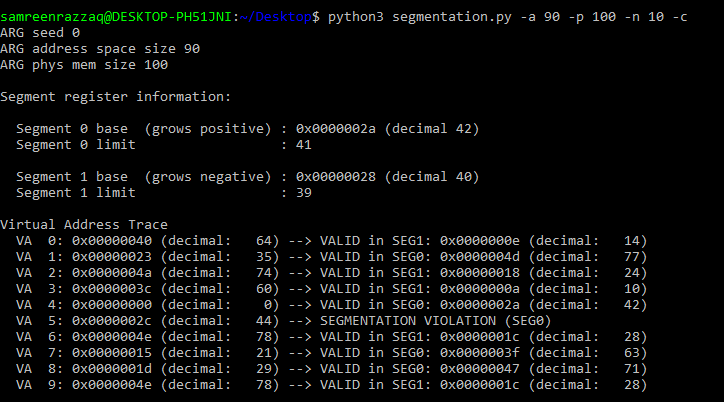 samreenrazzaq@DESKTOP-PH51JNI:~/Desktop$ python3 segmentation.py -a 90 -p 100 -n 10 -c
ARG seed 0
ARG address space size 90
ARG phys mem size 100
Segment register information:
Segment 0 base (grows positive) : 0x0000002a (decimal 42)
Segment 0 limit : 41
Segment 1 base (grows negative) : 0x00000028 (decimal 40)
Segment 1 limit : 39
Virtual Address Trace
VA 0: 0x00000040 (decimal: 64) --> VALID in SEG1: 0x0000000e (decimal: 14)
VA 1: 0x00000023 (decimal: 35) --> VALID in SEG0: 0x0000004d (decimal: 77)
VA 2: 0x0000004a (decimal: 74) --> VALID in SEG1: 0x00000018 (decimal: 24)
VA 3: 0x0000003c (decimal: 60) --> VALID in SEG1: 0x0000000a (decimal: 10)
VA 4: 0x00000000 (decimal: 0) --> VALID in SEG0: 0x0000002a (decimal: 42)
VA 5: 0x0000002c (decimal: 44) --> SEGMENTATION VIOLATION (SEG0)
VA 6: 0x0000004e (decimal: 78) --> VALID in SEG1: 0x0000001c (decimal: 28)
VA 7: 0x00000015 (decimal: 21) --> VALID in SEG0: 0x0000003f (decimal: 63)
VA 8: 0x0000001d (decimal: 29) --> VALID in SEG0: 0x00000047 (decimal: 71)
VA 9: 0x0000004e (decimal: 78) --> VALID in SEG1: 0x0000001c (decimal: 28)